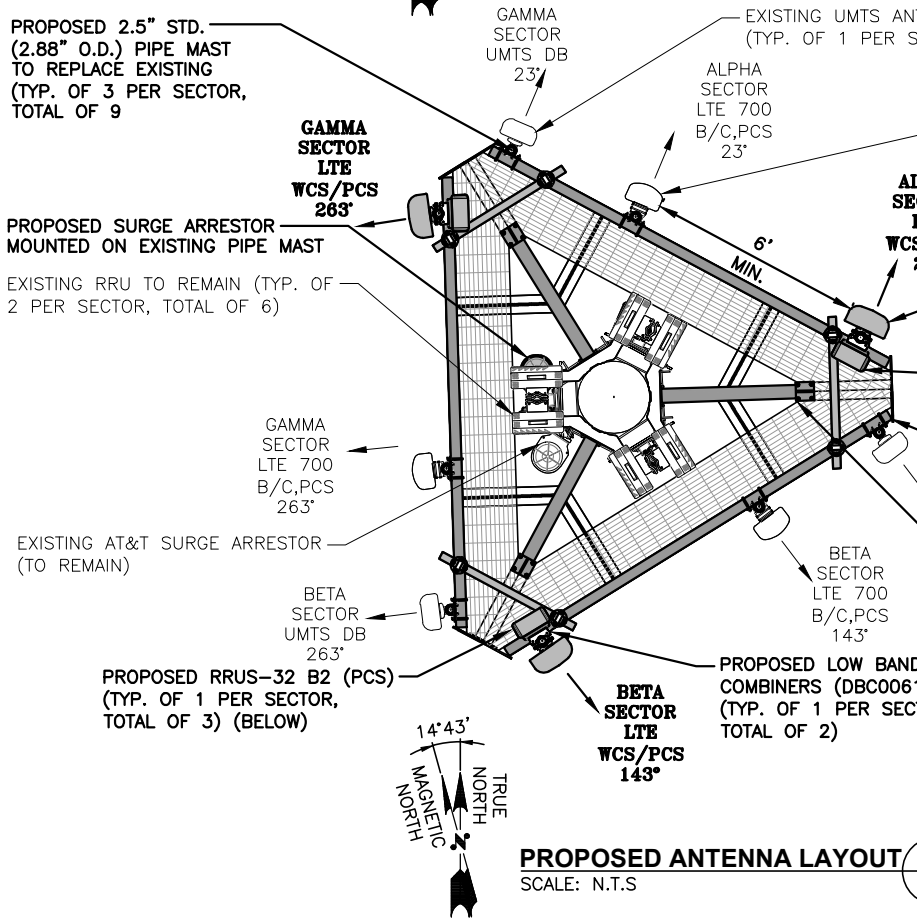 PROPOSED 2.5" STD.
(2.88" O.D.) PIPE MAST
TO REPLACE EXISTING
(TYP. OF 3 PER SECTOR,
TOTAL OF 9
GAMMA
SECTOR
UMTS DB
23°
EXISTING UMTS
(TYP. OF 1 PER
ALPHA
SECTOR
LTE 700
B/C,PCS
23°
GAMMA
SECTOR
LTE
WCS/PCS
263°
6'
MIN.
PROPOSED SURGE ARRESTOR
MOUNTED ON EXISTING PIPE MAST
EXISTING RRU TO REMAIN (TYP. OF
2 PER SECTOR, TOTAL OF 6)
GAMMA
SECTOR
LTE 700
B/C,PCS
263°
EXISTING AT&T SURGE ARRESTOR
(TO REMAIN)
BETA
SECTOR
UMTS DB
263°
BETA
SECTOR
LTE 700
B/C,PCS
143°
PROPOSED RRUS-32 B2 (PCS)
(TYP. OF 1 PER SECTOR,
TOTAL OF 3) (BELOW)
PROPOSED LOW BAND
COMBINERS (DBC0061
(TYP. OF 1 PER
TOTAL OF 2)
BETA
SECTOR
LTE
WCS/PCS
143°
14°43'
MAGNETIC
NORTH
TRUE
NORTH
N
PROPOSED ANTENNA LAYOUT
SCALE: N.T.S